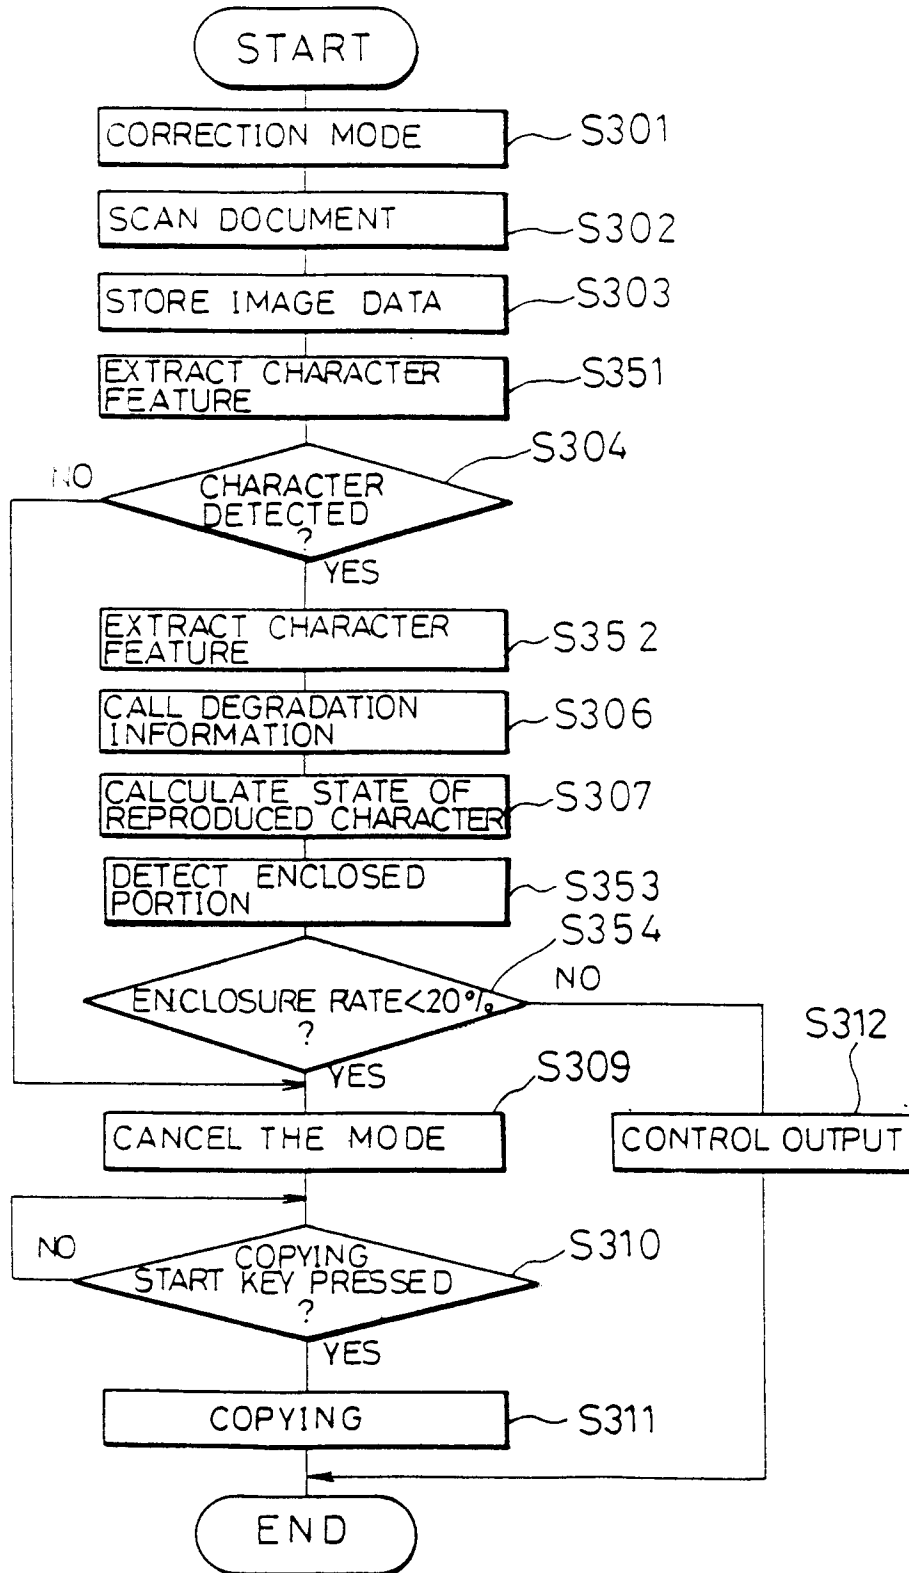 START
CORRECTION MODE
S301
SCAN DOCUMENT
S302
STORE IMAGE DATA
S303
EXTRACT CHARACTER
FEATURE
S351
S304
NO
CHARACTER
DETECTED
?
YES
EXTRACT CHARACTER
FEATURE
S352
CALL DEGRADATION
INFORMATION
S306
CALCULATE STATE OF
REPRODUCED CHARACTER
S307
DETECT ENCLOSED
PORTION
S353
S354
ENCLOSURE RATE<20%
?
NO
YES
S309
S312
CANCEL THE MODE
CONTROL OUTPUT
NO
COPYING
START KEY PRESSED
?
S310
YES
COPYING
S311
END